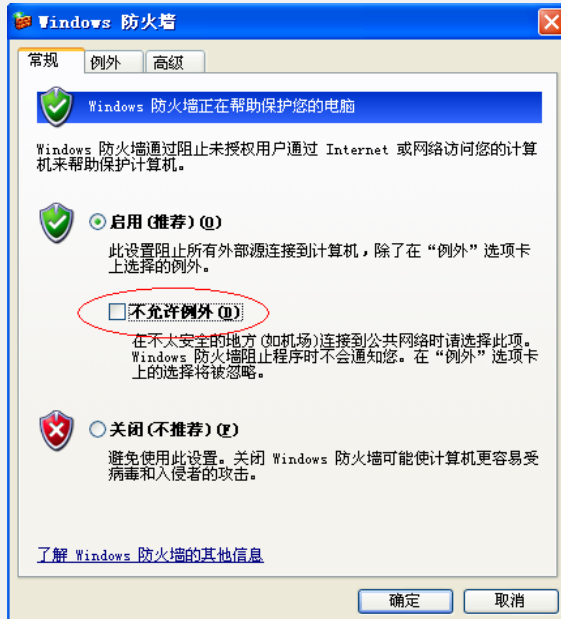 Windows 防火墙
常规 例外 高级
Windows 防火墙正在帮助保护您的电脑
Windows 防火墙通过阻止未授权用户通过 Internet 或网络访问您的计算
机来帮助保护计算机。
启用(推荐)(O)
此设置阻止所有外部源连接到计算机，除了在“例外”选项卡
上选择的例外。
不允许例外(D)
在不太安全的地方(如机场)连接到公共网络时请选择此项。
Windows 防火墙阻止程序时不会通知您。在“例外”选项卡
上的选择将被忽略。
关闭(不推荐)(F)
避免使用此设置。关闭 Windows 防火墙可能使计算机更容易受
病毒和入侵者的攻击。
了解 Windows 防火墙的其他信息
确定 取消